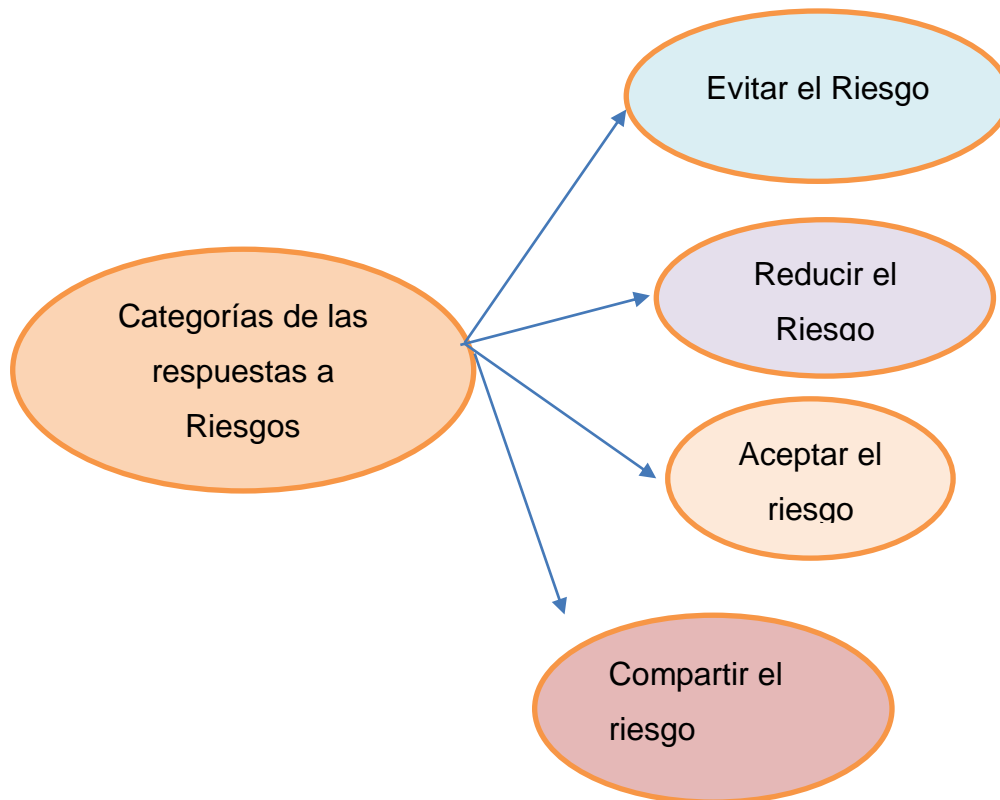 Evitar el Riesgo
Categorías de las
respuestas a
Riesgos
Reducir el
Riesgo
Aceptar el
riesgo
Compartir el
riesgo